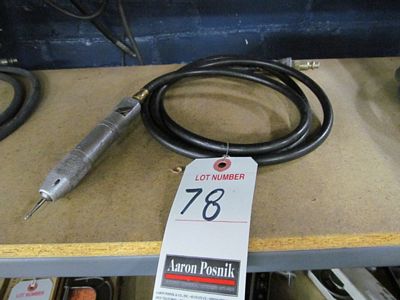 LOT NUMBER
78
Aaron Posnik